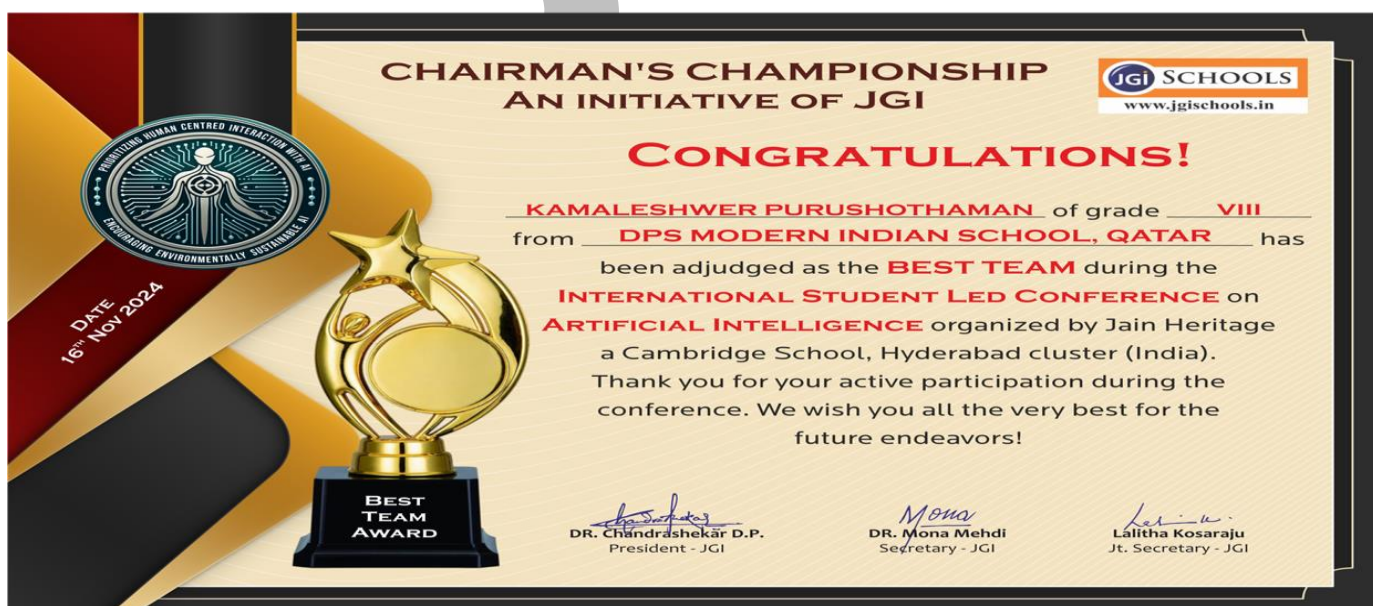 CHAIRMAN'S CHAMPIONSHIP
AN INITIATIVE OF JGI
JGI SCHOOLS
www.jgischools.in
PRIORITIZING HUMAN CENTRED INTERACTION WITH AI
ENCOURAGING ENVIRONMENTALLY SUSTAINABLE AI
DATE
16TH NOV 2024
CONGRATULATIONS!
KAMALESHWER PURUSHOTHAMAN of grade VIII
from DPS MODERN INDIAN SCHOOL, QATAR has
been adjudged as the BEST TEAM during the
INTERNATIONAL STUDENT LED CONFERENCE on
ARTIFICIAL INTELLIGENCE organized by Jain Heritage
a Cambridge School, Hyderabad cluster (India).
Thank you for your active participation during the
conference. We wish you all the very best for the
future endeavors!
BEST
TEAM
AWARD
Mona
DR. Chandrashekar D.P.
President - JGI
DR. Mona Mehdi
Secretary - JGI
Lalitha Kosaraju
Jt. Secretary - JGI